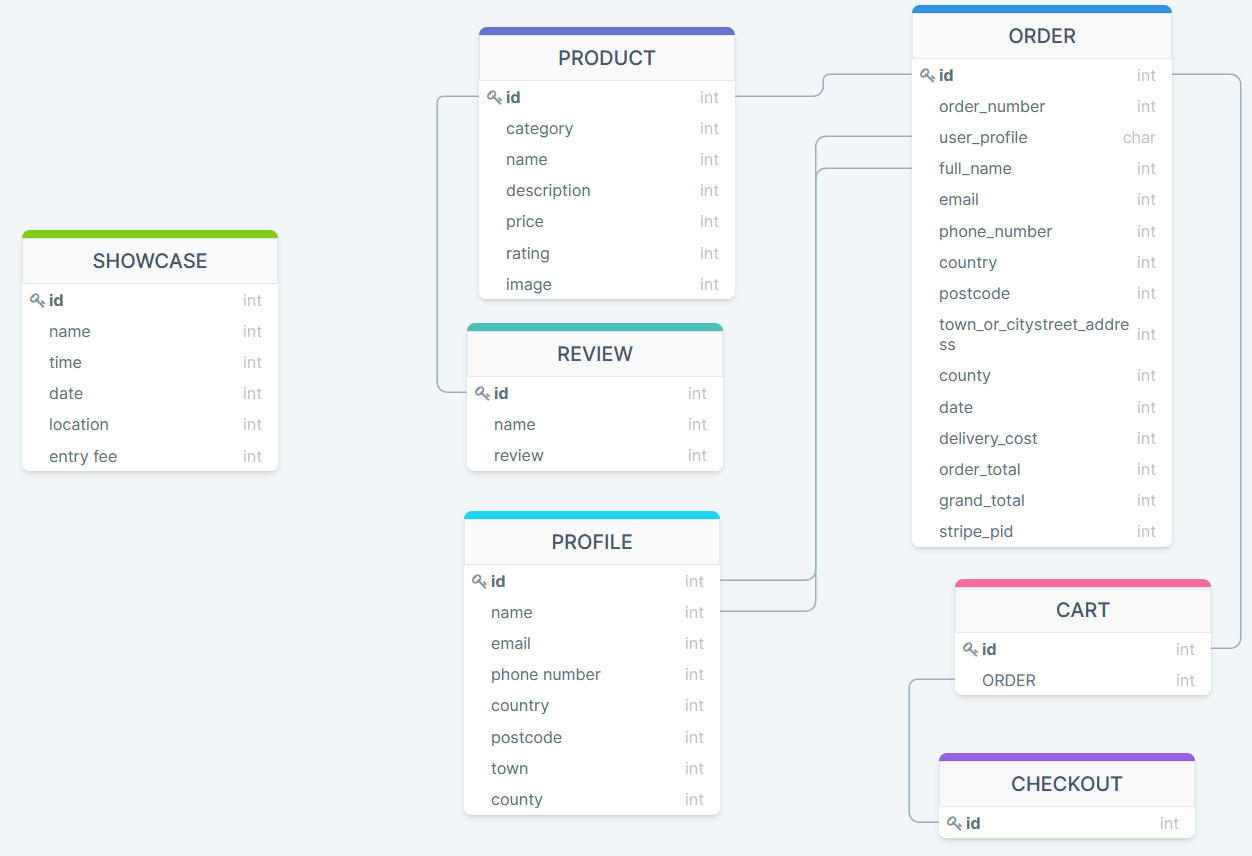 SHOWCASE
id int
name int
time int
date int
location int
entry fee int
PRODUCT
id int
category int
name int
description int
price int
rating int
image int
REVIEW
id int
name int
review int
PROFILE
id int
name int
email int
phone number int
country int
postcode int
town int
county int
ORDER
id int
order_number int
user_profile char
full_name int
email int
phone_number int
country int
postcode int
town_or_citystreet_addre
ss int
county int
date int
delivery_cost int
order_total int
grand_total int
stripe_pid int
CART
id int
ORDER int
CHECKOUT
id int